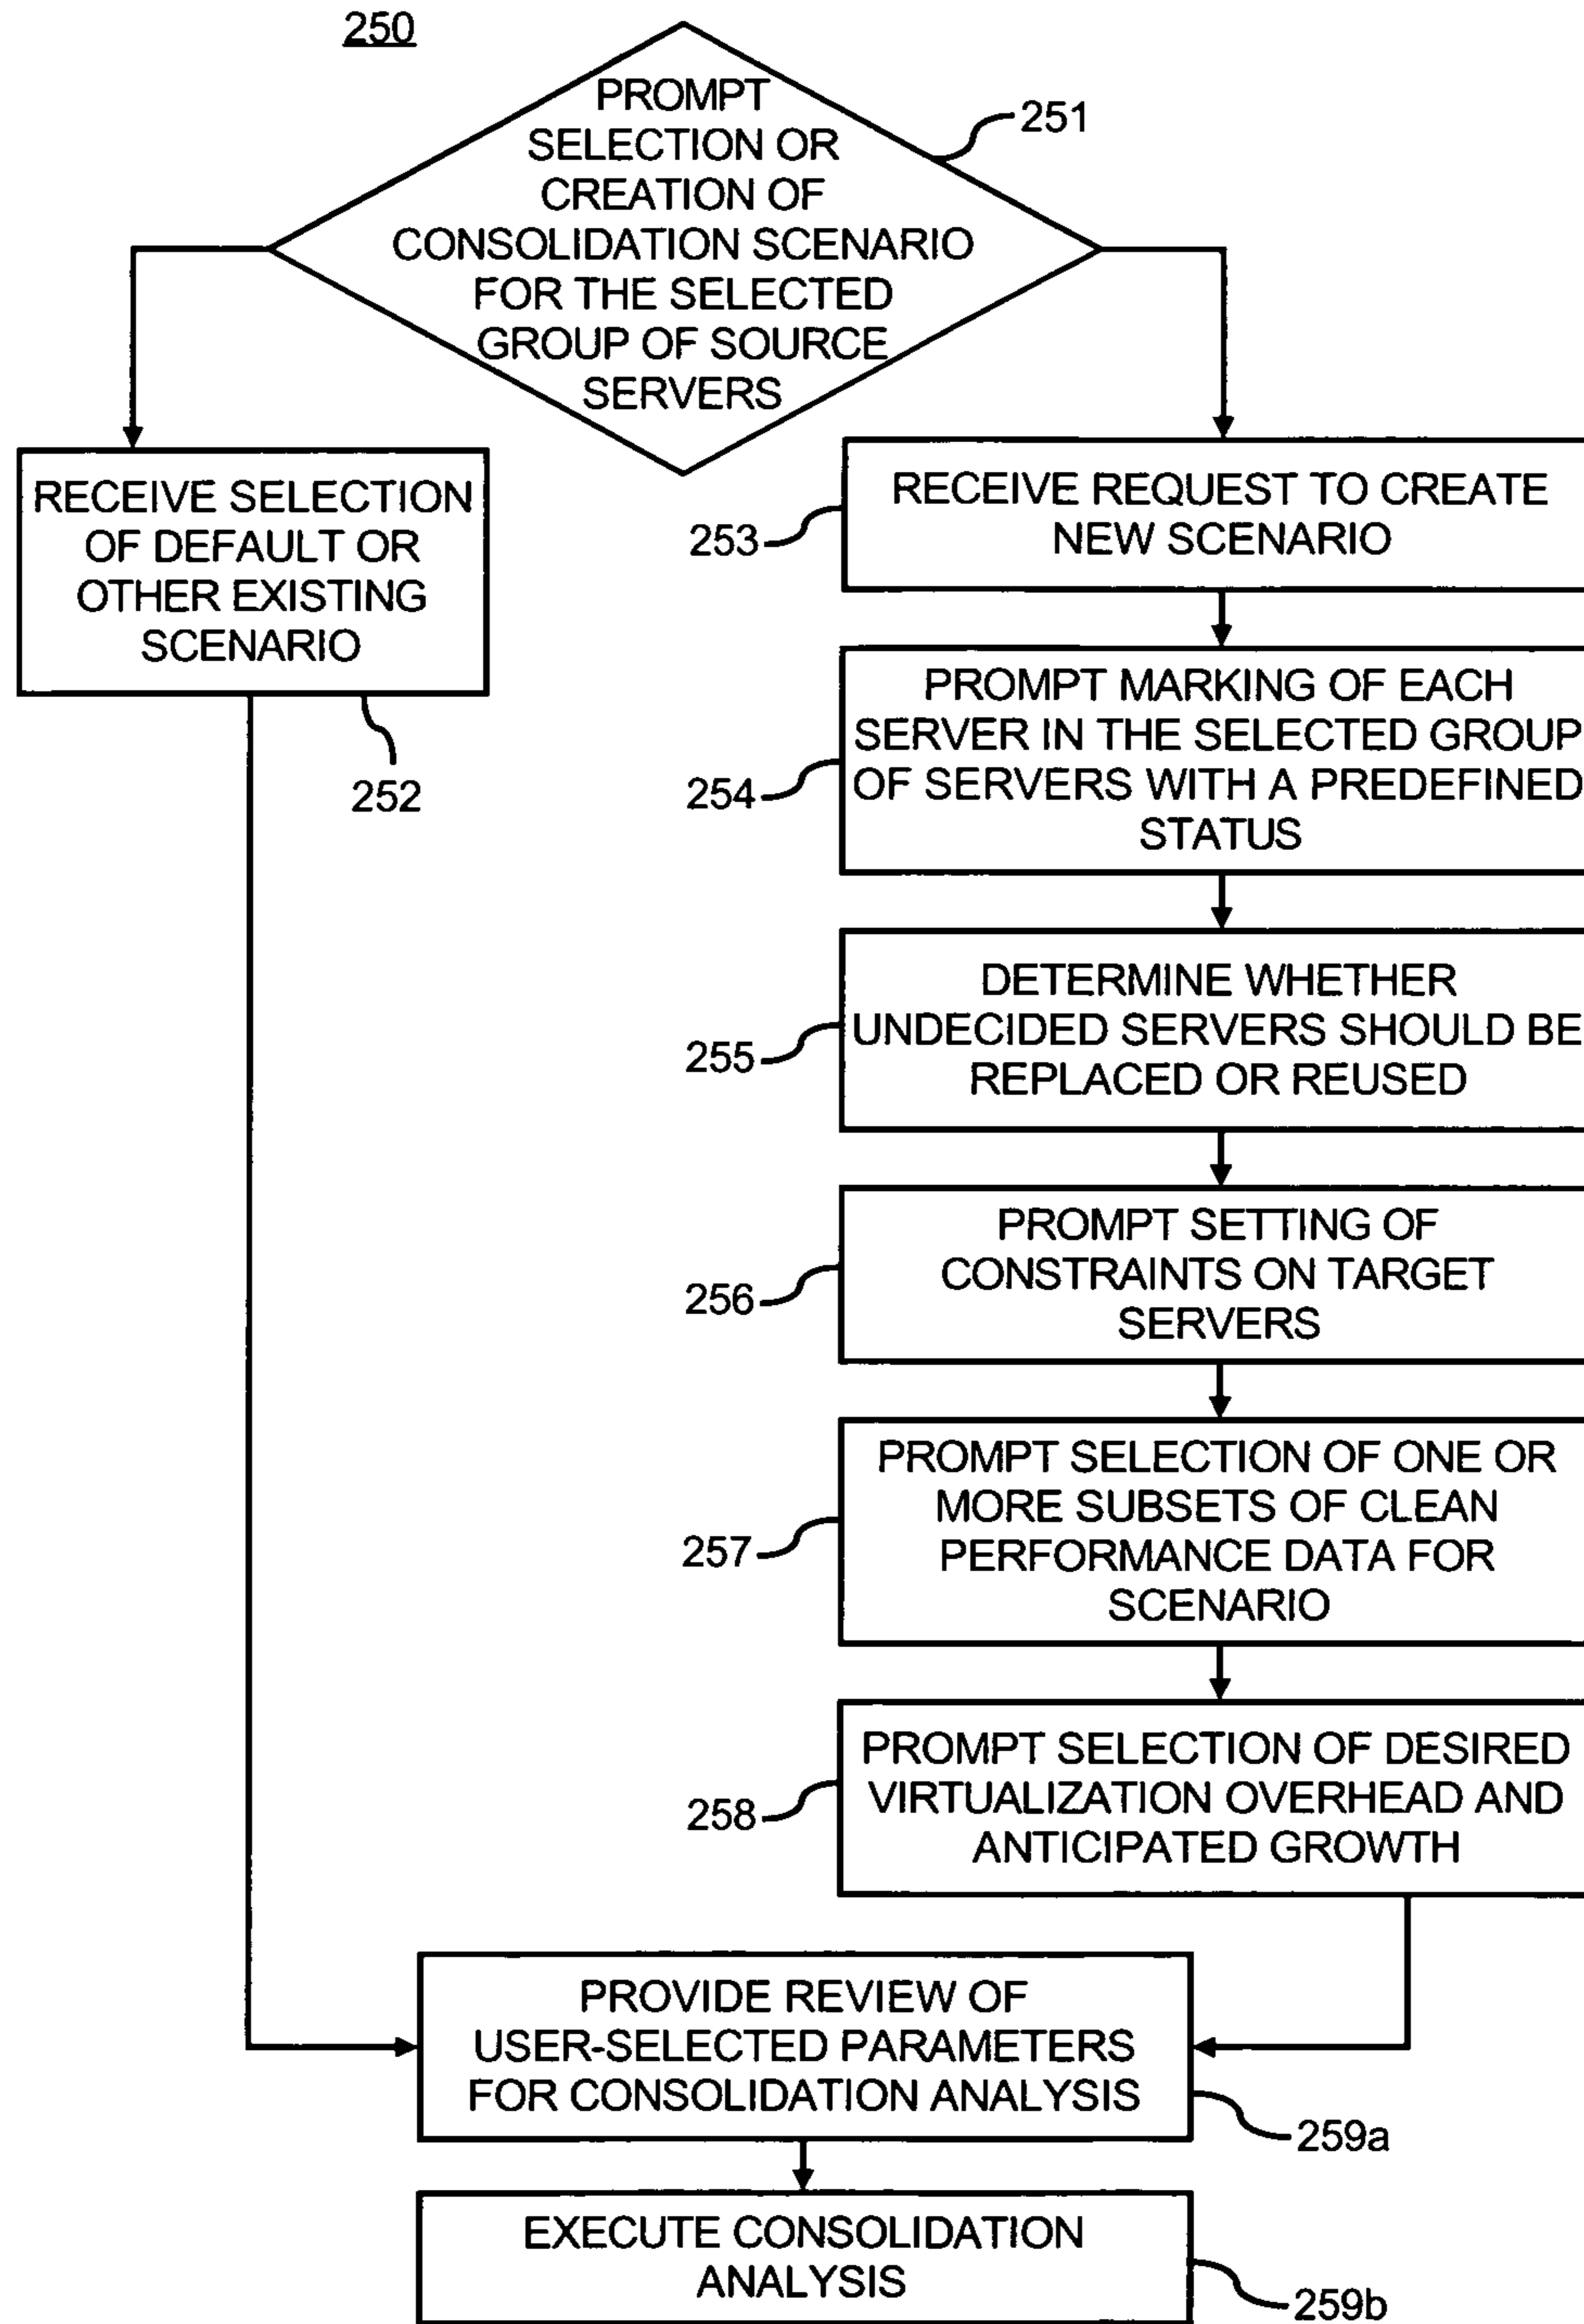 250
PROMPT
SELECTION OR
CREATION OF
CONSOLIDATION SCENARIO
FOR THE SELECTED
GROUP OF SOURCE
SERVERS
251
RECEIVE SELECTION
OF DEFAULT OR
OTHER EXISTING
SCENARIO
252
RECEIVE REQUEST TO CREATE
NEW SCENARIO
253
PROMPT MARKING OF EACH
SERVER IN THE SELECTED GROUP
OF SERVERS WITH A PREDEFINED
STATUS
254
DETERMINE WHETHER
UNDECIDED SERVERS SHOULD BE
REPLACED OR REUSED
255
PROMPT SETTING OF
CONSTRAINTS ON TARGET
SERVERS
256
PROMPT SELECTION OF ONE OR
MORE SUBSETS OF CLEAN
PERFORMANCE DATA FOR
SCENARIO
257
PROMPT SELECTION OF DESIRED
VIRTUALIZATION OVERHEAD AND
ANTICIPATED GROWTH
258
PROVIDE REVIEW OF
USER-SELECTED PARAMETERS
FOR CONSOLIDATION ANALYSIS
259a
EXECUTE CONSOLIDATION
ANALYSIS
259b